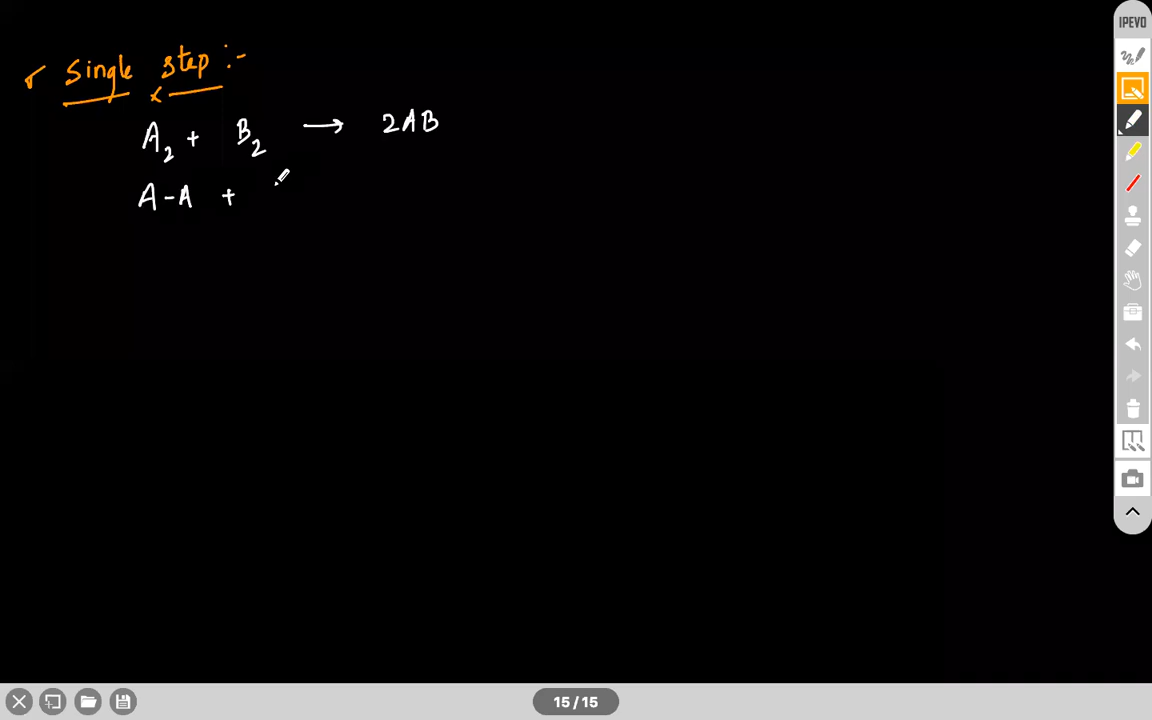 IPEVO
✓ single step :-
A₂ + B₂ → 2AB
A-A +
15/15